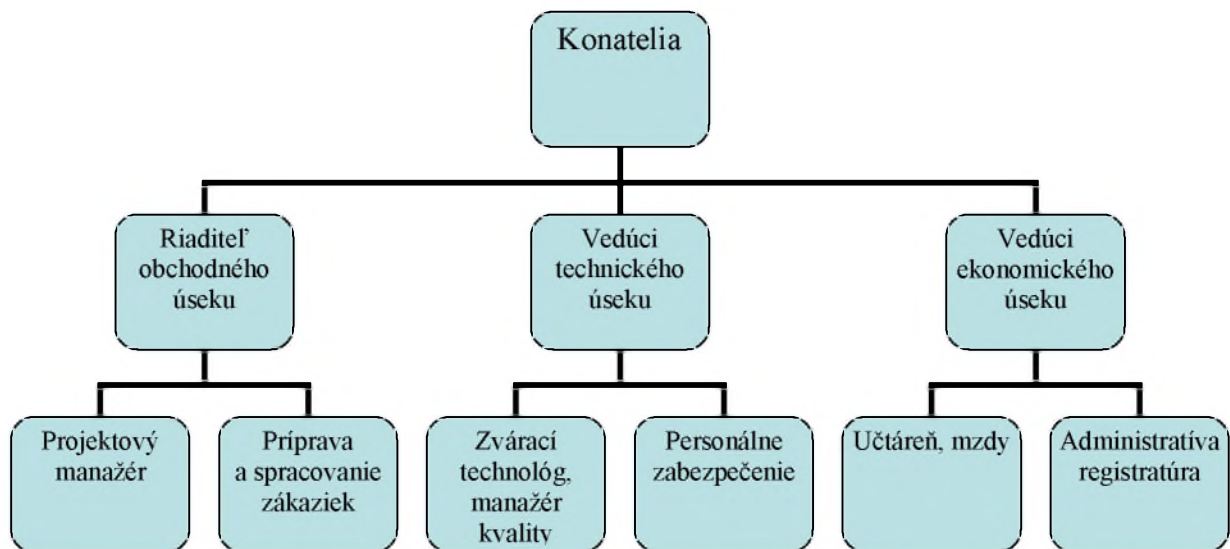 Konatelia
Riaditeľ
obchodného
úseku
Vedúci
technického
úseku
Vedúci
ekonomického
úseku
Projektový
manažér
Príprava
a spracovanie
zákaziek
Zvárací
technológ,
manažér
kvality
Personálne
zabezpečenie
Učtáreň, mzdy
Administratíva
registratúra